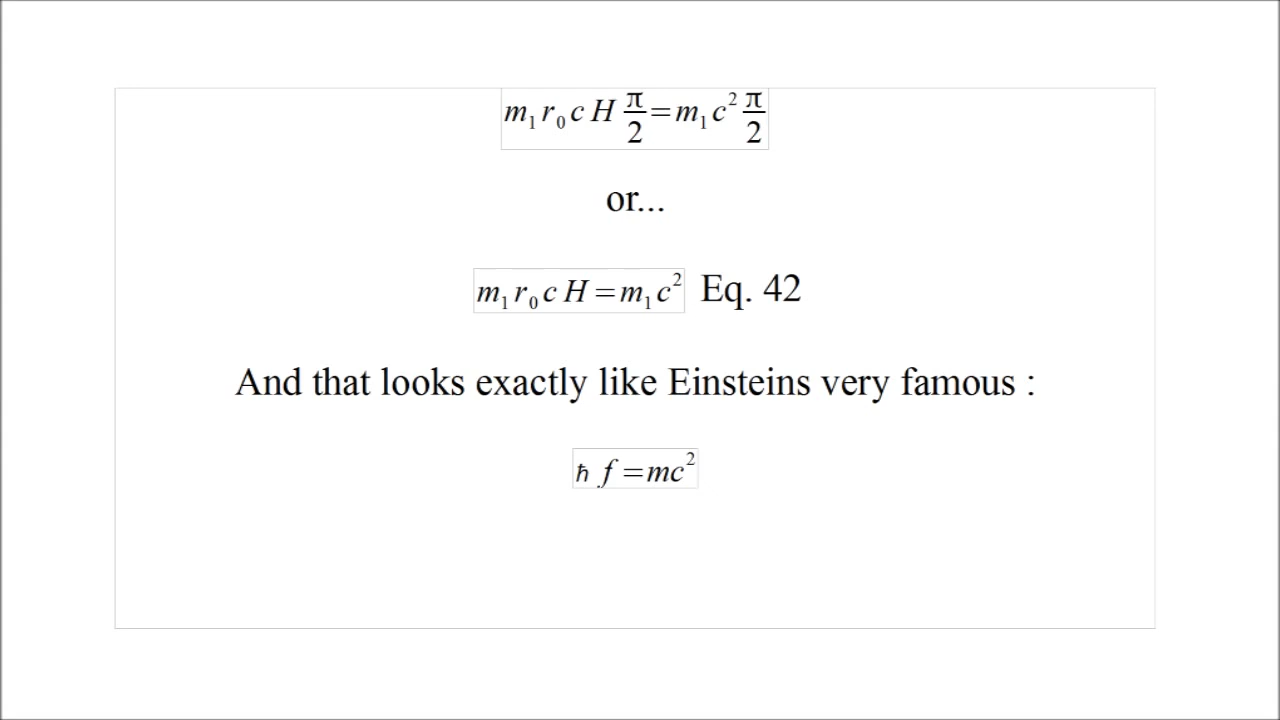 m₁ r₀ c H π/2 = m₁ c² π/2
or...
m₁ r₀ c H = m₁ c² Eq. 42
And that looks exactly like Einsteins very famous :
ħ f = mc²